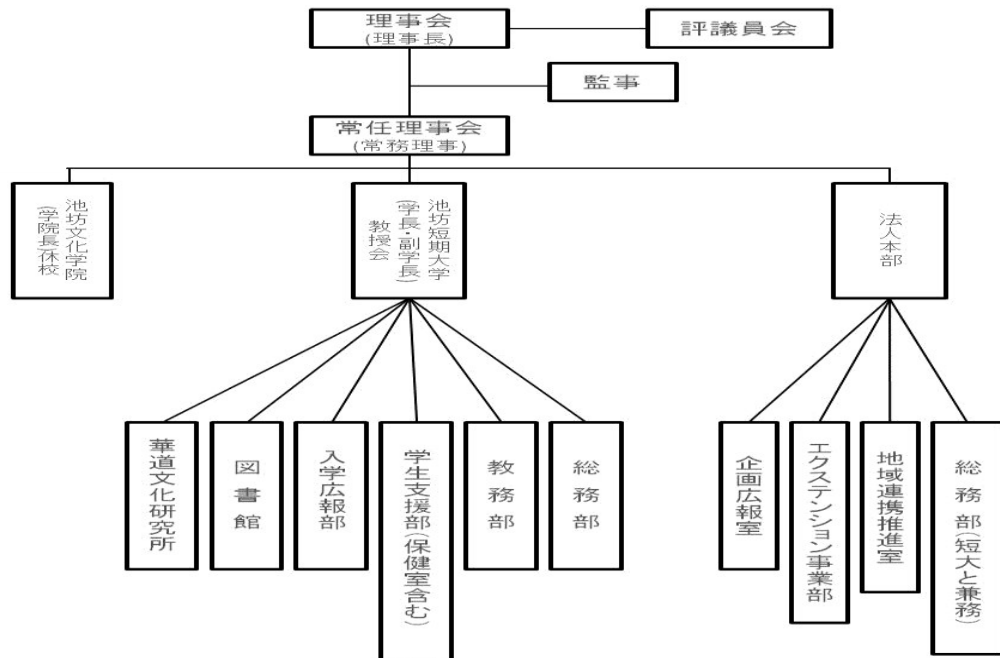 理事会
(理事長)
評議員会
監事
常任理事会
(常務理事)
池坊文化学院
(学院長)休校
池坊短期大学
(学長・副学長)
教授会
法人本部
華道文化研究所
図書館
入学広報部
学生支援部(保健室含む)
教務部
総務部
企画広報室
エクステンション事業部
地域連携推進室
総務部(短大と兼務)